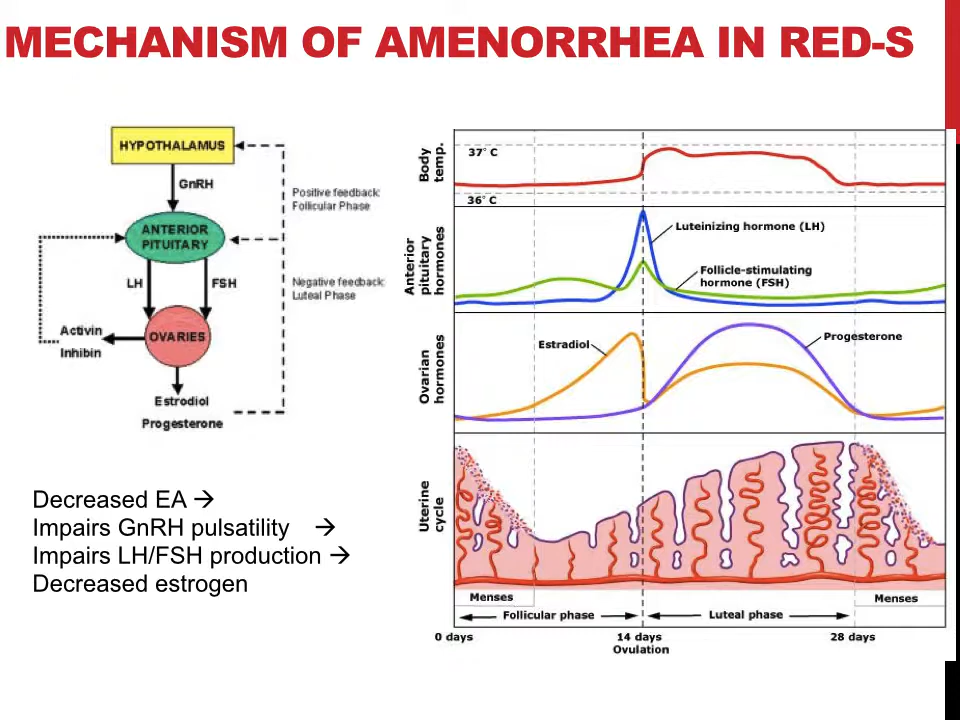 MECHANISM OF AMENORRHEA IN RED-S
HYPOTHALAMUS
GnRH
Positive feedback:
Follicular Phase
ANTERIOR
PITUITARY
LH
FSH
Negative feedback:
Luteal Phase
Activin
Inhibin
OVARIES
Estrodiol
Progesterone
Decreased EA →
Impairs GnRH pulsatility →
Impairs LH/FSH production →
Decreased estrogen
Body
temp.
37° C
36° C
Anterior
pituitary
hormones
Luteinizing hormone (LH)
Follicle-stimulating
hormone (FSH)
Ovarian
hormones
Estradiol
Progesterone
Uterine
cycle
Menses
Menses
Follicular phase
Luteal phase
0 days
14 days
28 days
Ovulation